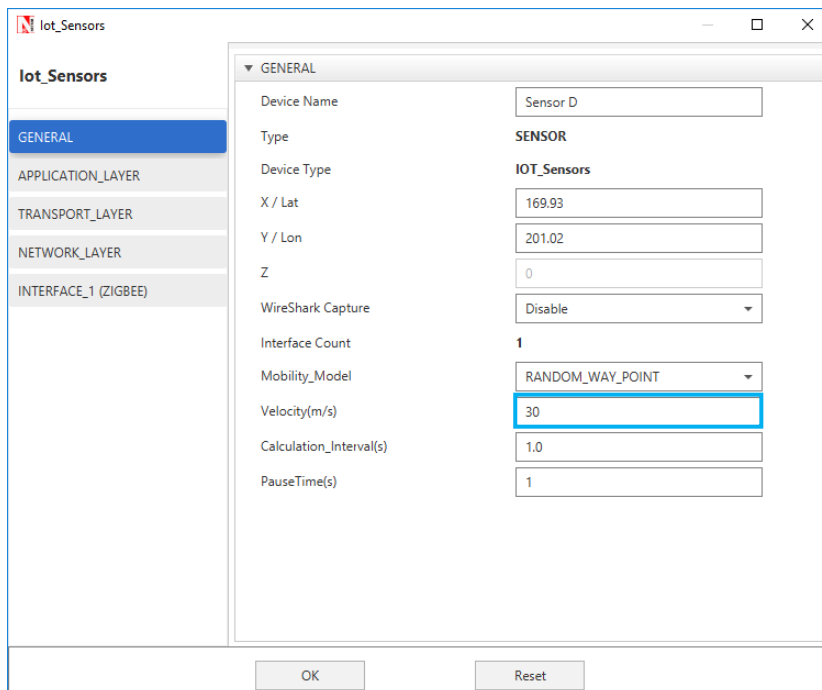 Iot_Sensors
Iot_Sensors
GENERAL
APPLICATION_LAYER
TRANSPORT_LAYER
NETWORK_LAYER
INTERFACE_1 (ZIGBEE)
GENERAL
Device Name Sensor D
Type SENSOR
Device Type IOT_Sensors
X / Lat 169.93
Y / Lon 201.02
Z 0
WireShark Capture Disable
Interface Count 1
Mobility_Model RANDOM_WAY_POINT
Velocity(m/s) 30
Calculation_Interval(s) 1.0
PauseTime(s) 1
OK Reset